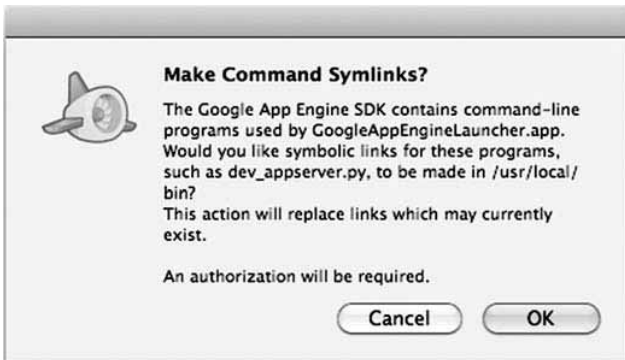 Make Command Symlinks?
The Google App Engine SDK contains command-line
programs used by GoogleAppEngineLauncher.app.
Would you like symbolic links for these programs,
such as dev_appserver.py, to be made in /usr/local/
bin?
This action will replace links which may currently
exist.
An authorization will be required.
Cancel
OK